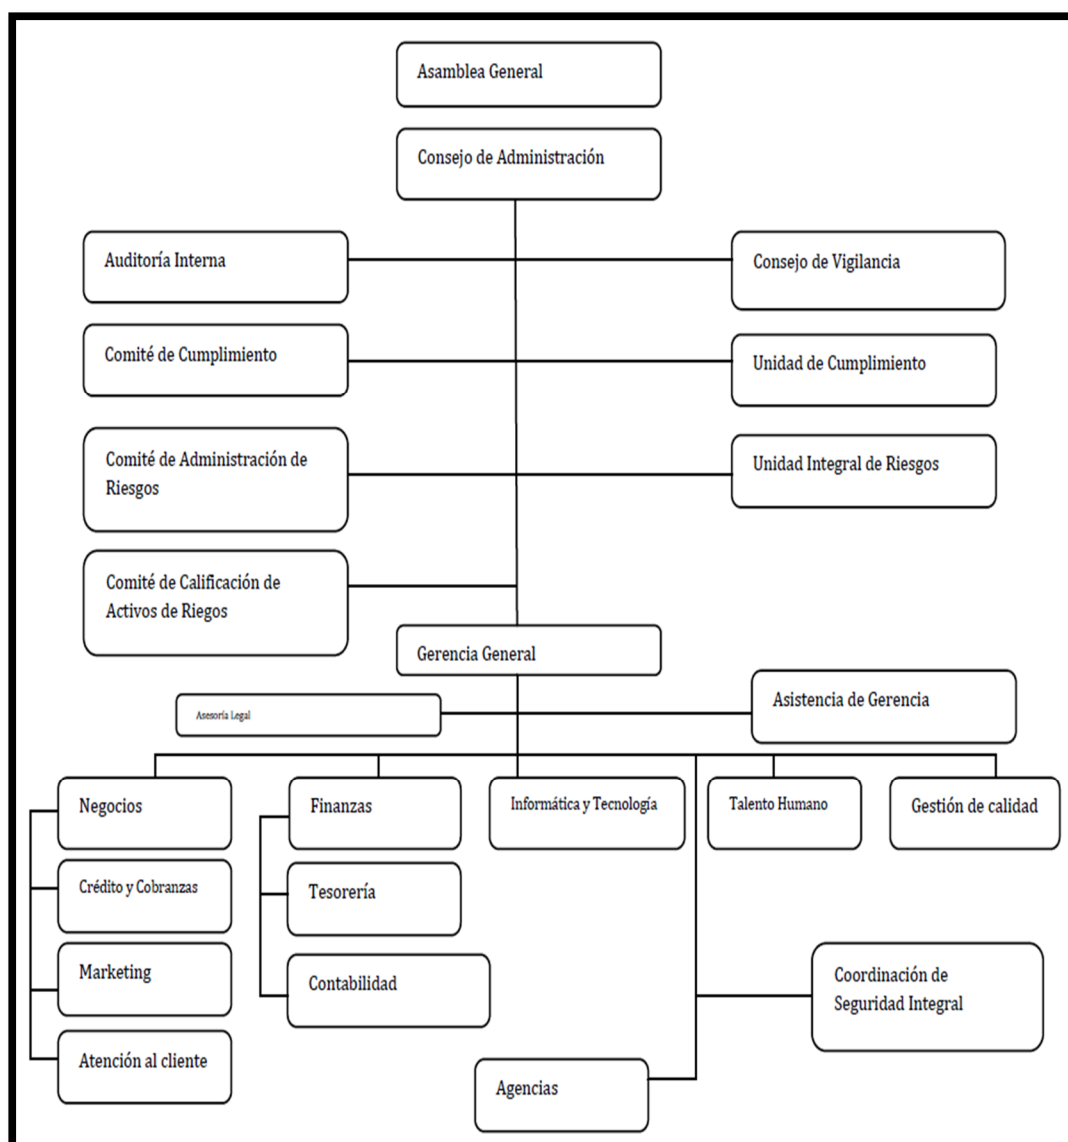 Asamblea General
Consejo de Administración
Auditoría Interna
Consejo de Vigilancia
Comité de Cumplimiento
Unidad de Cumplimiento
Comité de Administración de
Riesgos
Unidad Integral de Riesgos
Comité de Calificación de
Activos de Riegos
Gerencia General
Asesoría Legal
Asistencia de Gerencia
Negocios
Finanzas
Informática y Tecnología
Talento Humano
Gestión de calidad
Crédito y Cobranzas
Tesorería
Marketing
Contabilidad
Coordinación de
Seguridad Integral
Atención al cliente
Agencias